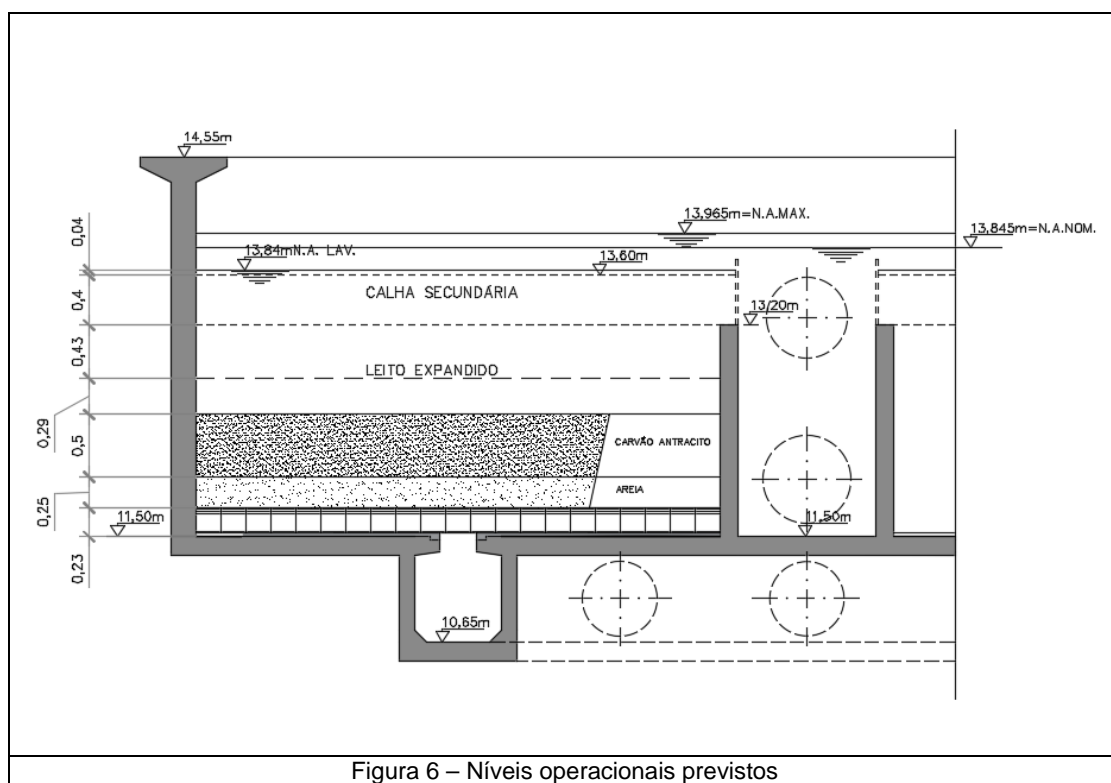 14,55m
13,965m=N.A.MAX.
13,845m=N.A.NOM.
0,04
13,84mN.A. LAV.
13,60m
0,4
CALHA SECUNDÁRIA
13,20m
0,43
LEITO EXPANDIDO
0,29
0,5
CARVÃO ANTRACITO
0,25
AREIA
11,50m
11,50m
0,23
10,65m
Figura 6 – Níveis operacionais previstos